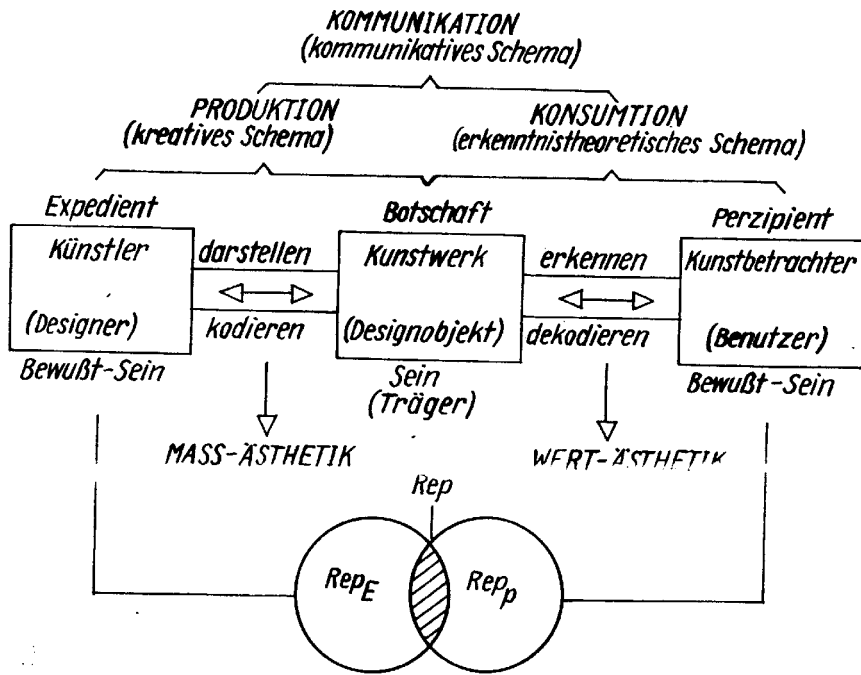 KOMMUNIKATION
(kommunikatives Schema)
PRODUKTION
(kreatives Schema)
KONSUMTION
(erkenntnistheoretisches Schema)
Expedient
Botschaft
Perzipient
Künstler
darstellen
Kunstwerk
erkennen
Kunstbetrachter
(Designer)
kodieren
(Designobjekt)
dekodieren
(Benutzer)
Bewußt-Sein
Sein
(Träger)
Bewußt-Sein
MASS-ÄSTHETIK
WERT-ÄSTHETIK
Rep
RepE
Repp